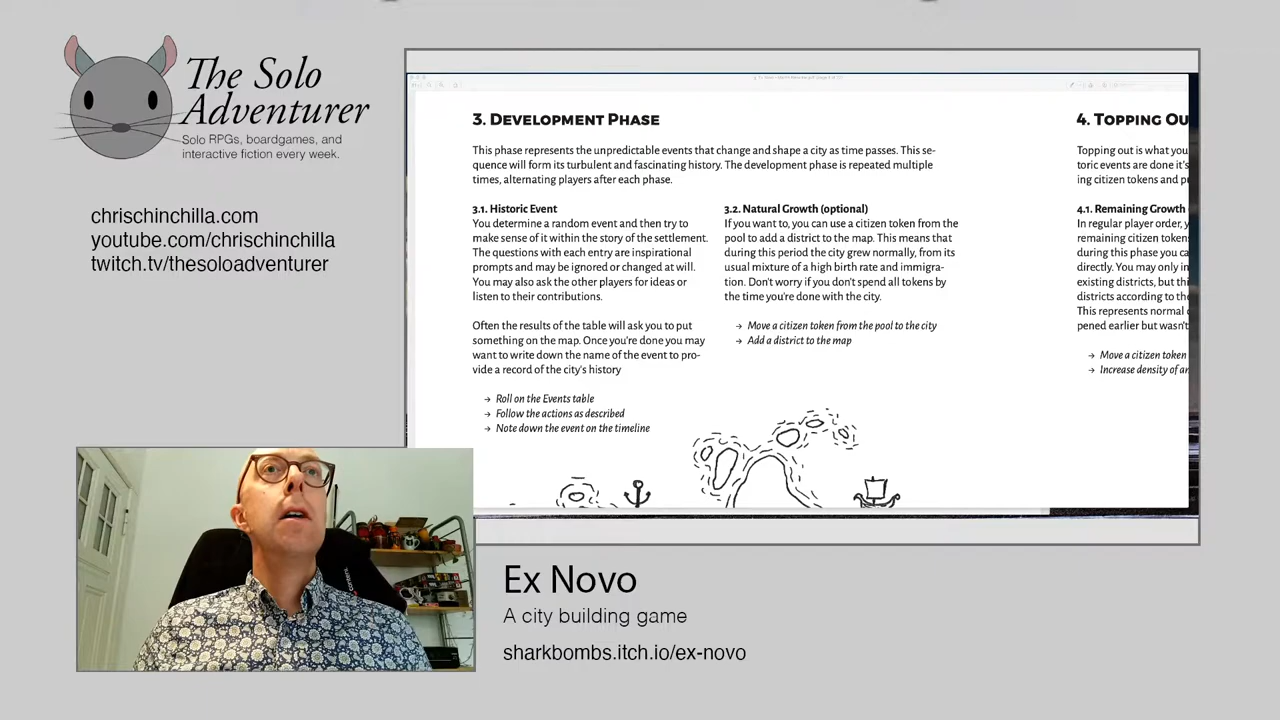 The Solo
Adventurer
Solo RPGs, boardgames, and
interactive fiction every week.
chrischinchilla.com
youtube.com/chrischinchilla
twitch.tv/thesoloadventurer
3. Development Phase
This phase represents the unpredictable events that change and shape a city as time passes. This se-
quence will form its turbulent and fascinating history. The development phase is repeated multiple
times, alternating players after each phase.
3.1. Historic Event
You determine a random event and then try to
make sense of it within the story of the settlement.
The questions with each entry are inspirational
prompts and may be ignored or changed at will.
You may also ask the other players for ideas or
listen to their contributions.
Often the results of the table will ask you to put
something on the map. Once you're done you may
want to write down the name of the event to pro-
vide a record of the city's history
→ Roll on the Events table
→ Follow the actions as described
→ Note down the event on the timeline
3.2. Natural Growth (optional)
If you want to, you can use a citizen token from the
pool to add a district to the map. This means that
during this period the city grew normally, from its
usual mixture of a high birth rate and immigra-
tion. Don't worry if you don't spend all tokens by
the time you're done with the city.
→ Move a citizen token from the pool to the city
→ Add a district to the map
4. Topping Ou
Topping out is what you
toric events are done it's
ing citizen tokens and pu
4.1. Remaining Growth
In regular player order, y
remaining citizen token
during this phase you ca
directly. You may only in
existing districts, but thi
districts according to the
This represents normal
pened earlier but wasn't
→ Move a citizen token
→ Increase density of an
Ex Novo
A city building game
sharkbombs.itch.io/ex-novo